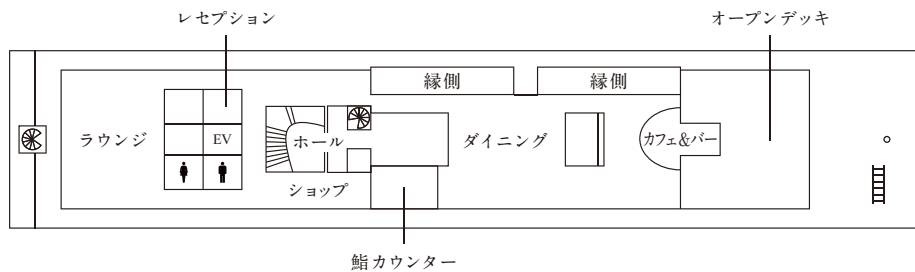 レセプション
オープンデッキ
縁側
縁側
ラウンジ
EV
ホール
ダイニング
カフェ&バー
ショップ
鮨カウンター